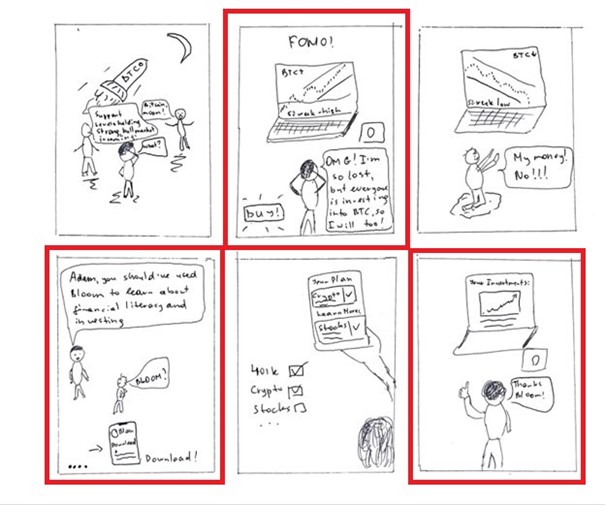 BTC
Support
levels holding
Strong bull market
incoming.
Bitcoin
moon!
what?
FOMO!
BTC↑
52 week-high
OMG! I'm
so lost,
but everyone
is investing
into BTC, so
I will too!
buy!
BTC↓
52 week low
My money!
No!!!
Adam, you should've used
Bloom to learn about
financial literacy and
investing
BLOOM?
Bloom
Download
Download!
Your Plan
Crypto
Learn More:
Stocks
401k
Crypto
Stocks
...
Your Investments:
Thanks
Bloom!